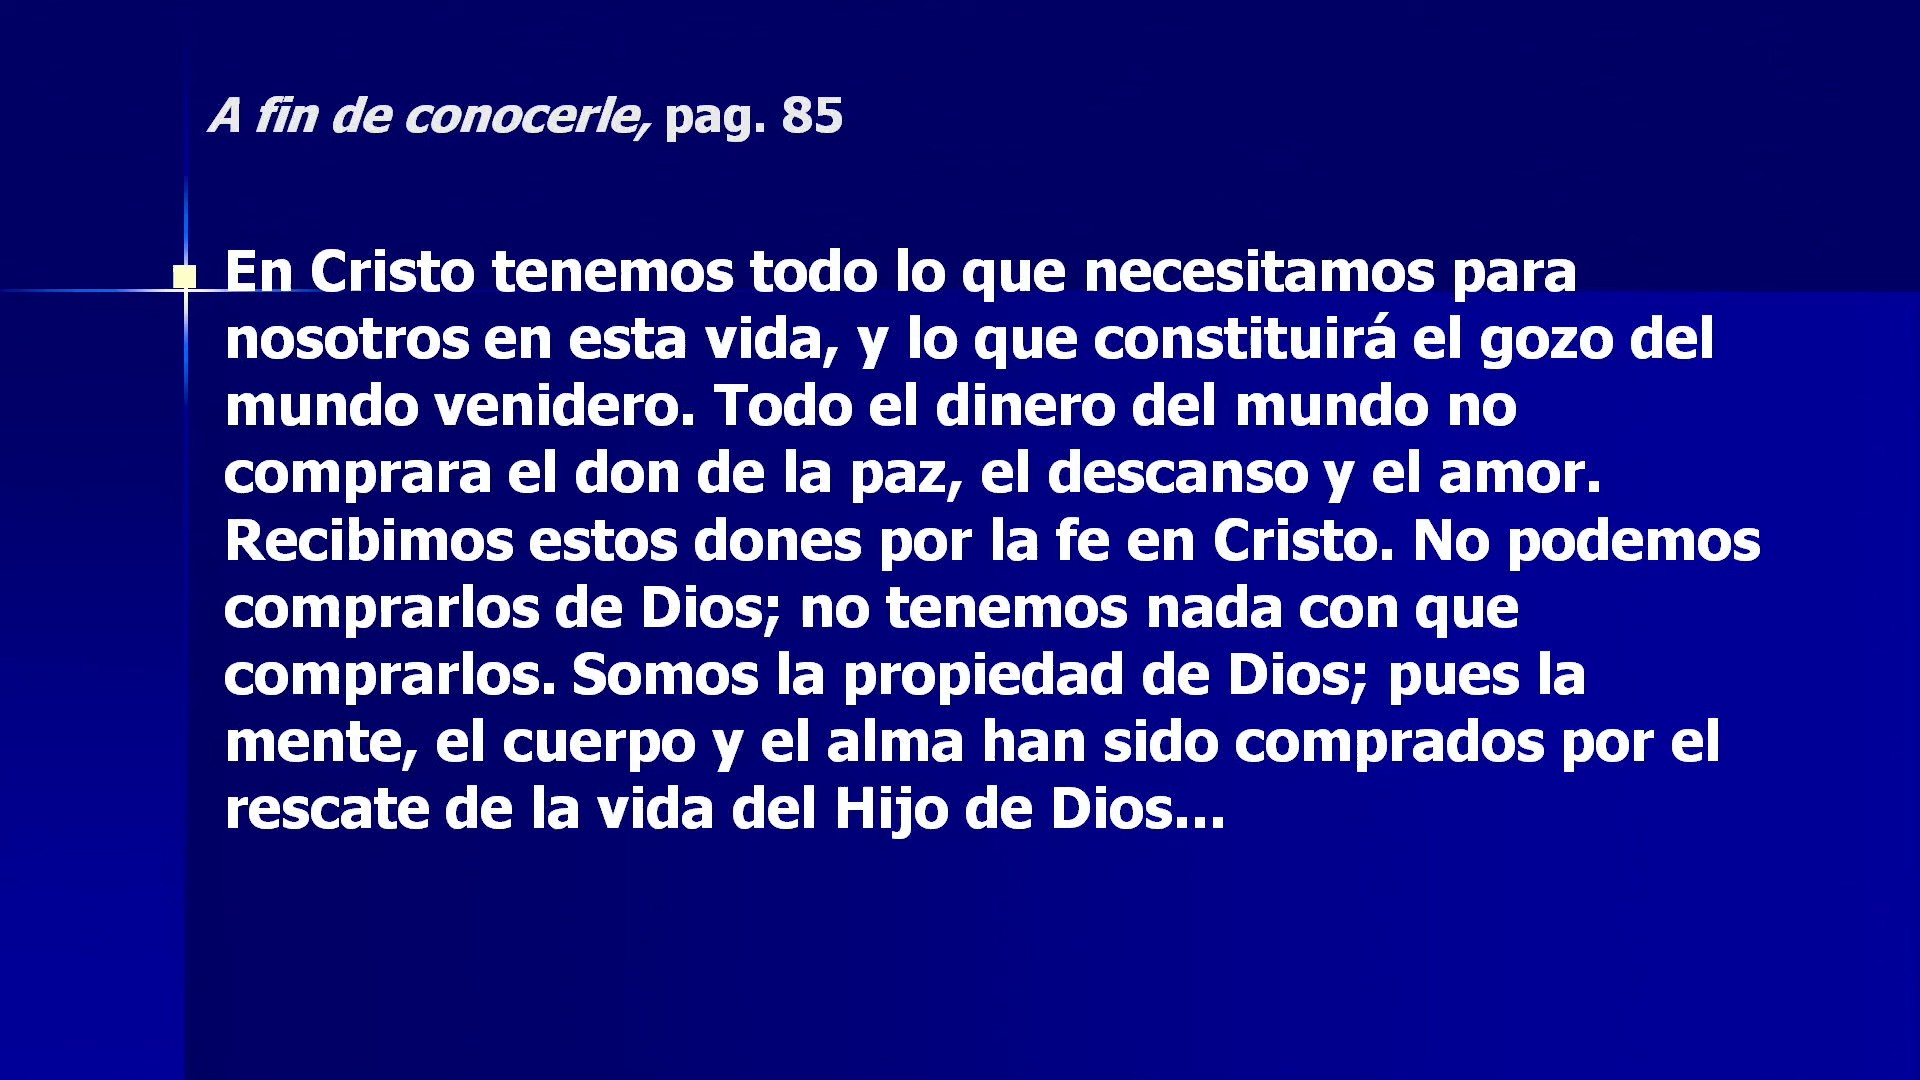 A fin de conocerle, pag. 85
En Cristo tenemos todo lo que necesitamos para
nosotros en esta vida, y lo que constituirá el gozo del
mundo venidero. Todo el dinero del mundo no
comprara el don de la paz, el descanso y el amor.
Recibimos estos dones por la fe en Cristo. No podemos
comprarlos de Dios; no tenemos nada con que
comprarlos. Somos la propiedad de Dios; pues la
mente, el cuerpo y el alma han sido comprados por el
rescate de la vida del Hijo de Dios...